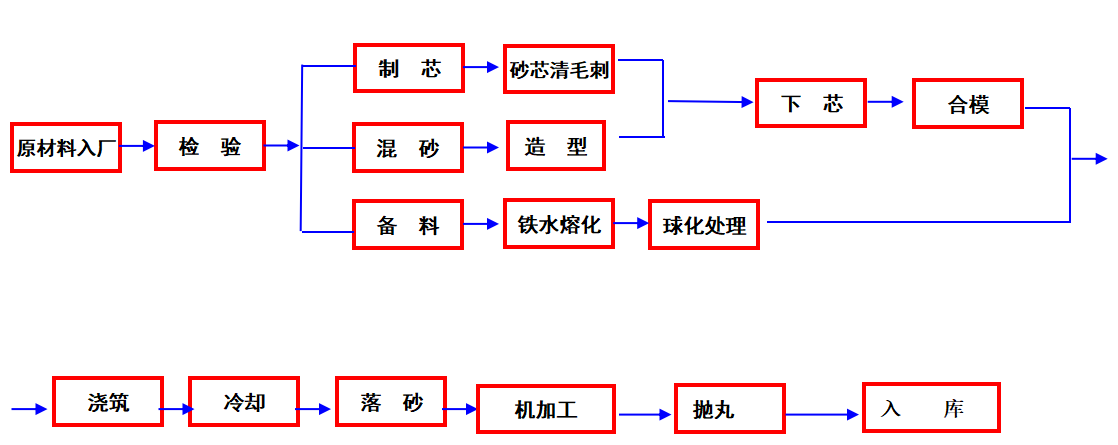 原材料入厂
检 验
制 芯
砂芯清毛刺
混 砂
造 型
备 料
铁水熔化
球化处理
下 芯
合模
浇筑
冷却
落 砂
机加工
抛丸
入 库